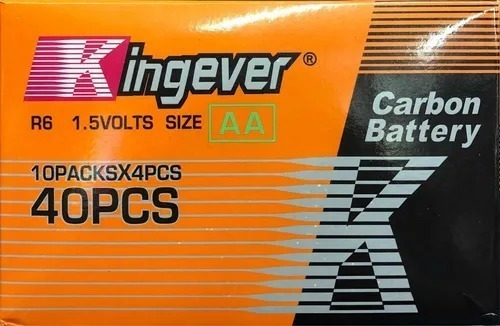 Kingever ®
R6 1.5VOLTS SIZE AA
10PACKSX4PCS
40PCS
Carbon
Battery
K